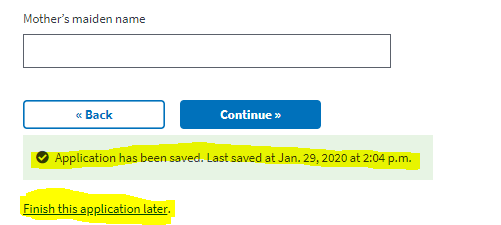 Mother’s maiden name
« Back
Continue »
Application has been saved. Last saved at Jan. 29, 2020 at 2:04 p.m.
Finish this application later.